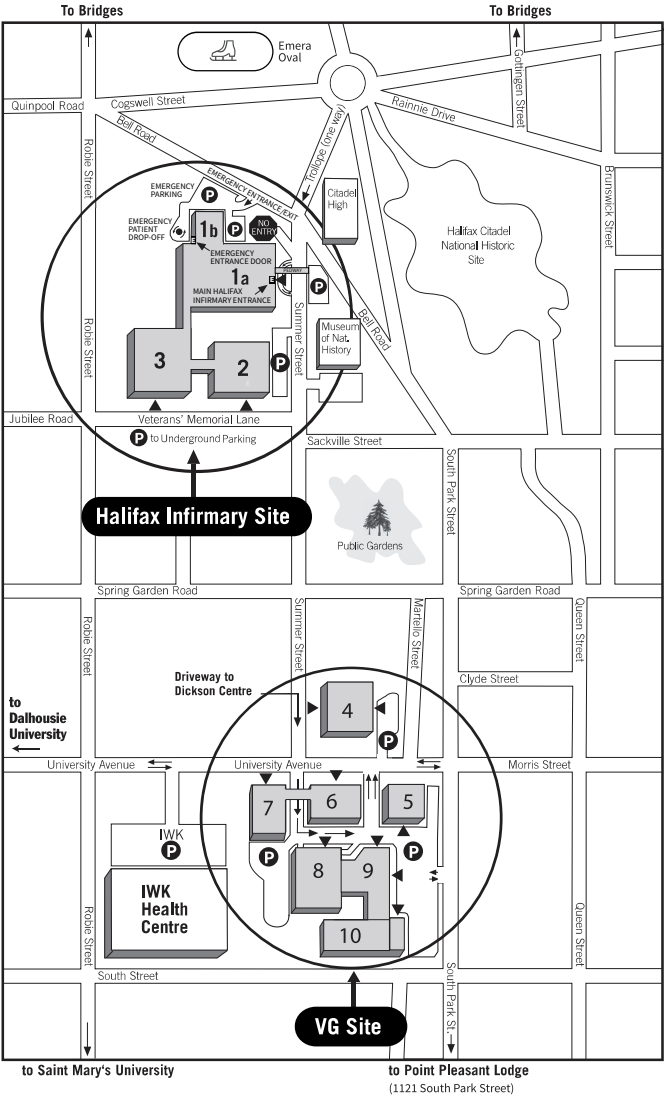 To Bridges
To Bridges
Emera
Oval
Quinpool Road
Cogswell Street
Rainnie Drive
Gottingen Street
Bell Road
Trollope (one way)
Robie Street
Brunswick Street
EMERGENCY ENTRANCE/EXIT
EMERGENCY
PARKING
P
Citadel
High
EMERGENCY
PATIENT
DROP-OFF
1b
P
NO
ENTRY
Halifax Citadel
National Historic
Site
E
EMERGENCY
ENTRANCE DOOR
1a
PEDWAY
MAIN HALIFAX
INFIRMARY ENTRANCE
E
P
Robie Street
Summer Street
Bell Road
Museum
of Nat.
History
3
2
P
Jubilee Road
Veterans' Memorial Lane
P to Underground Parking
Sackville Street
South Park Street
Halifax Infirmary Site
Public Gardens
Spring Garden Road
Spring Garden Road
Robie Street
Summer Street
Martello Street
Queen Street
Driveway to
Dickson Centre
Clyde Street
to
Dalhousie
University
4
P
University Avenue
University Avenue
Morris Street
7
6
5
IWK
P
P
P
8
9
IWK
Health
Centre
10
Robie Street
Queen Street
South Street
South Park St.
VG Site
to Saint Mary's University
to Point Pleasant Lodge
(1121 South Park Street)